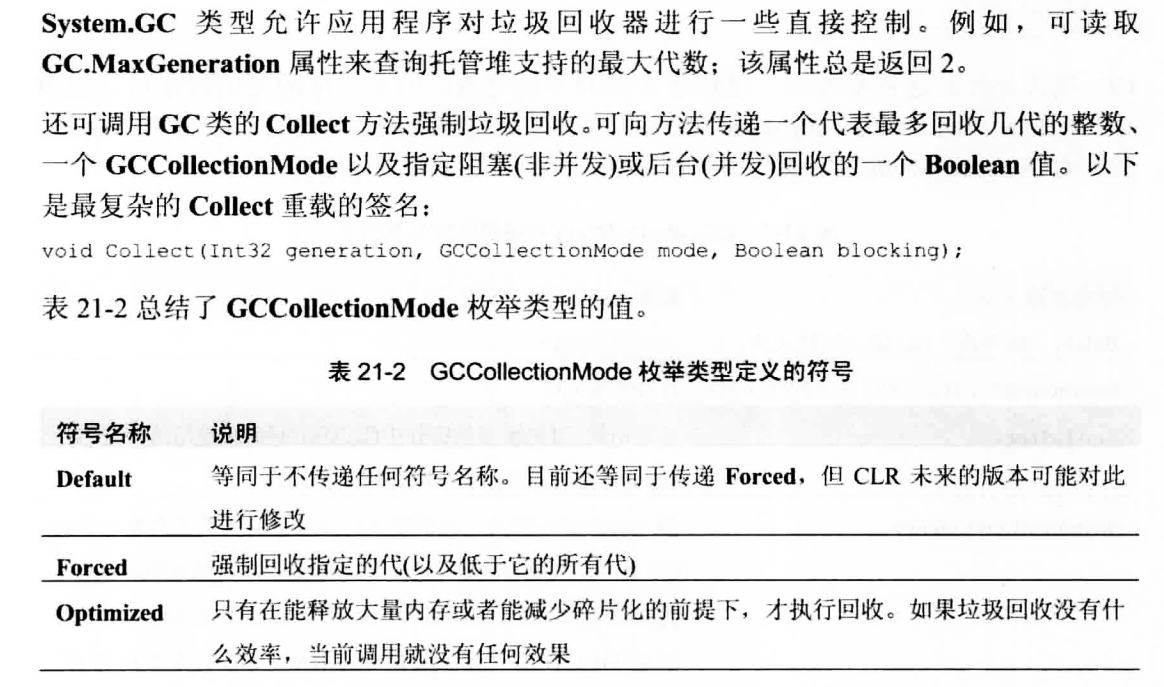 System.GC 类型允许应用程序对垃圾回收器进行一些直接控制。例如，可读取
GC.MaxGeneration 属性来查询托管堆支持的最大代数；该属性总是返回 2。
还可调用 GC 类的 Collect 方法强制垃圾回收。可向方法传递一个代表最多回收几代的整数、
一个 GCCollectionMode 以及指定阻塞(非并发)或后台(并发)回收的一个 Boolean 值。以下
是最复杂的 Collect 重载的签名：
void Collect(Int32 generation, GCCollectionMode mode, Boolean blocking);
表 21-2 总结了 GCCollectionMode 枚举类型的值。
表 21-2 GCCollectionMode 枚举类型定义的符号
符号名称 说明
Default 等同于不传递任何符号名称。目前还等同于传递 Forced，但 CLR 未来的版本可能对此
进行修改
Forced 强制回收指定的代(以及低于它的所有代)
Optimized 只有在能释放大量内存或者能减少碎片化的前提下，才执行回收。如果垃圾回收没有什
么效率，当前调用就没有任何效果